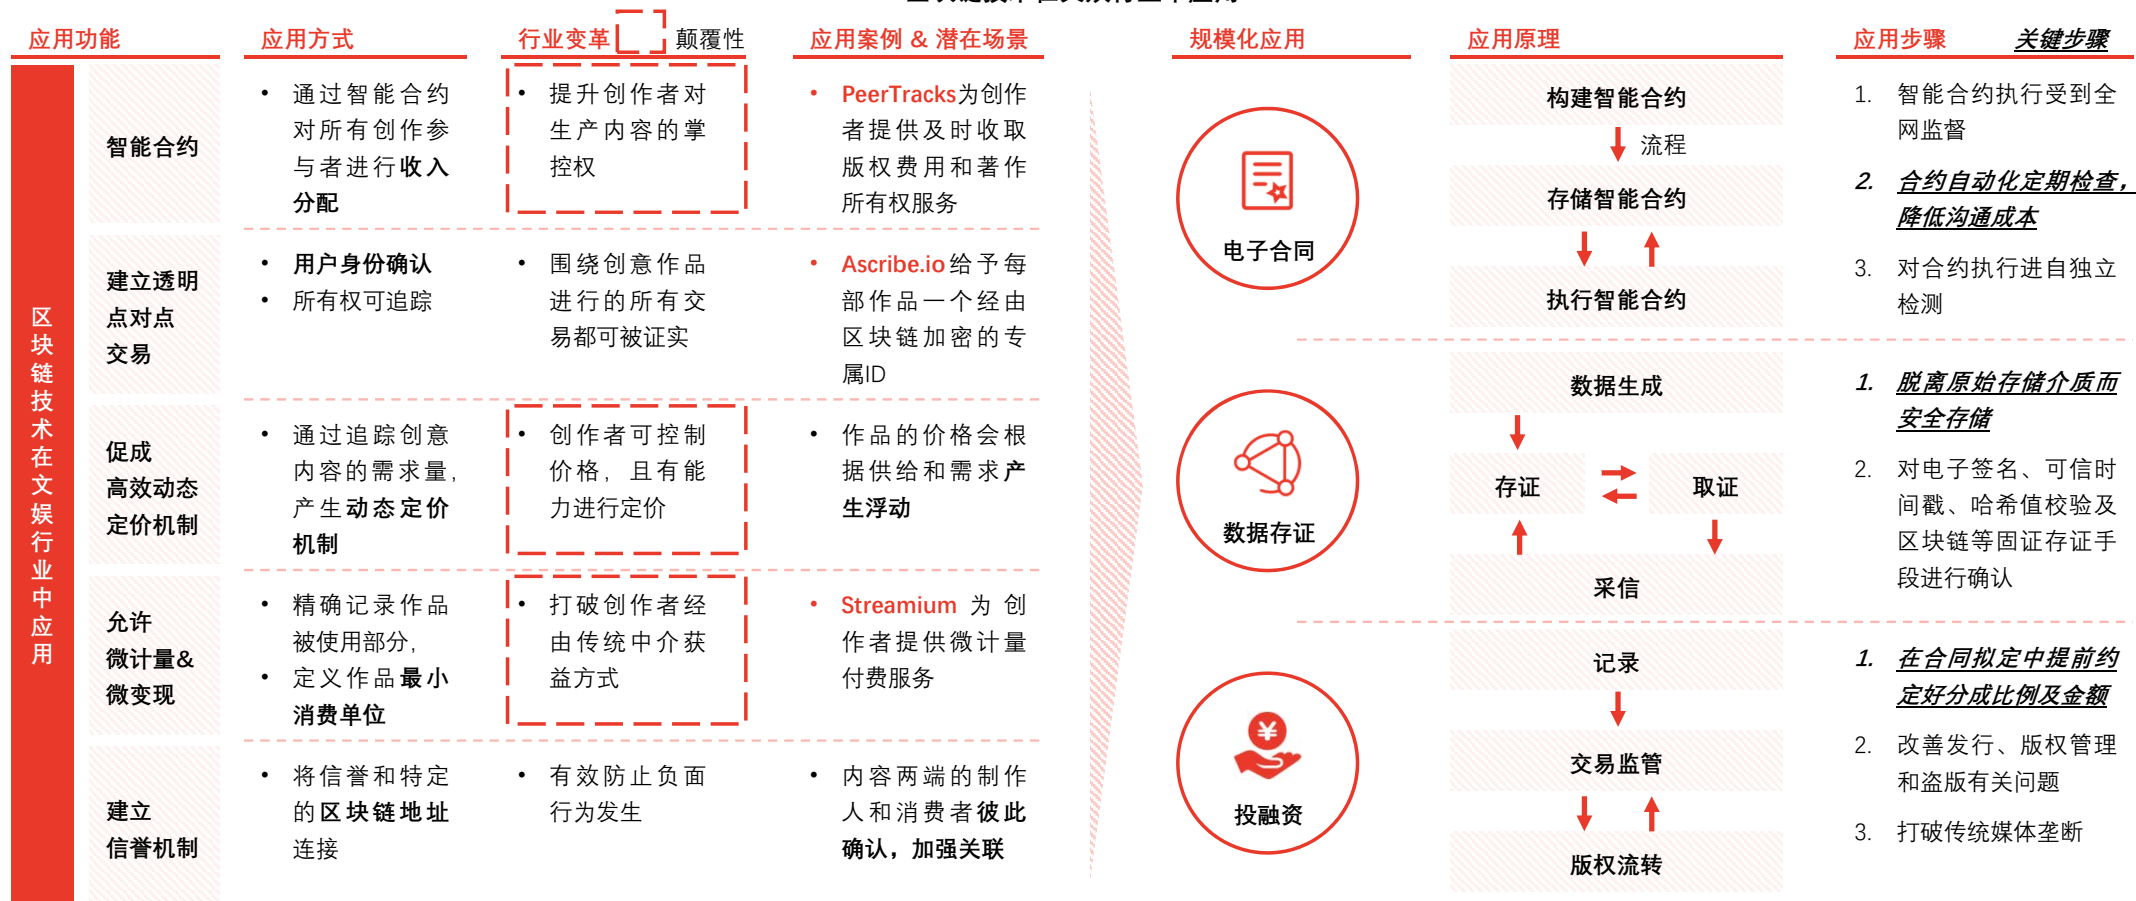 应用功能
应用方式
行业变革
颠覆性
应用案例 & 潜在场景
规模化应用
应用原理
应用步骤
关键步骤
区块链技术在文娱行业中应用
智能合约
• 通过智能合约
对所有创作参
与者进行收入
分配
• 提升创作者对
生产内容的掌
控权
• PeerTracks为创作
者提供及时收取
版权费用和著作
所有权服务
建立透明
点对点
交易
• 用户身份确认
• 所有权可追踪
• 围绕创意作品
进行的所有交
易都可被证实
• Ascribe.io给予每
部作品一个经由
区块链加密的专
属ID
促成
高效动态
定价机制
• 通过追踪创意
内容的需求量,
产生动态定价
机制
• 创作者可控制
价格, 且有能
力进行定价
• 作品的价格会根
据供给和需求产
生浮动
允许
微计量&
微变现
• 精确记录作品
被使用部分,
• 定义作品最小
消费单位
• 打破创作者经
由传统中介获
益方式
• Streamium 为创
作者提供微计量
付费服务
建立
信誉机制
• 将信誉和特定
的区块链地址
连接
• 有效防止负面
行为发生
• 内容两端的制作
人和消费者彼此
确认，加强关联
电子合同
构建智能合约
流程
存储智能合约
执行智能合约
1. 智能合约执行受到全
网监督
2. 合约自动化定期检查，
降低沟通成本
3. 对合约执行进自独立
检测
数据存证
数据生成
存证
取证
采信
1. 脱离原始存储介质而
安全存储
2. 对电子签名、可信时
间戳、哈希值校验及
区块链等固证存证手
段进行确认
投融资
记录
交易监管
版权流转
1. 在合同拟定中提前约
定好分成比例及金额
2. 改善发行、版权管理
和盗版有关问题
3. 打破传统媒体垄断